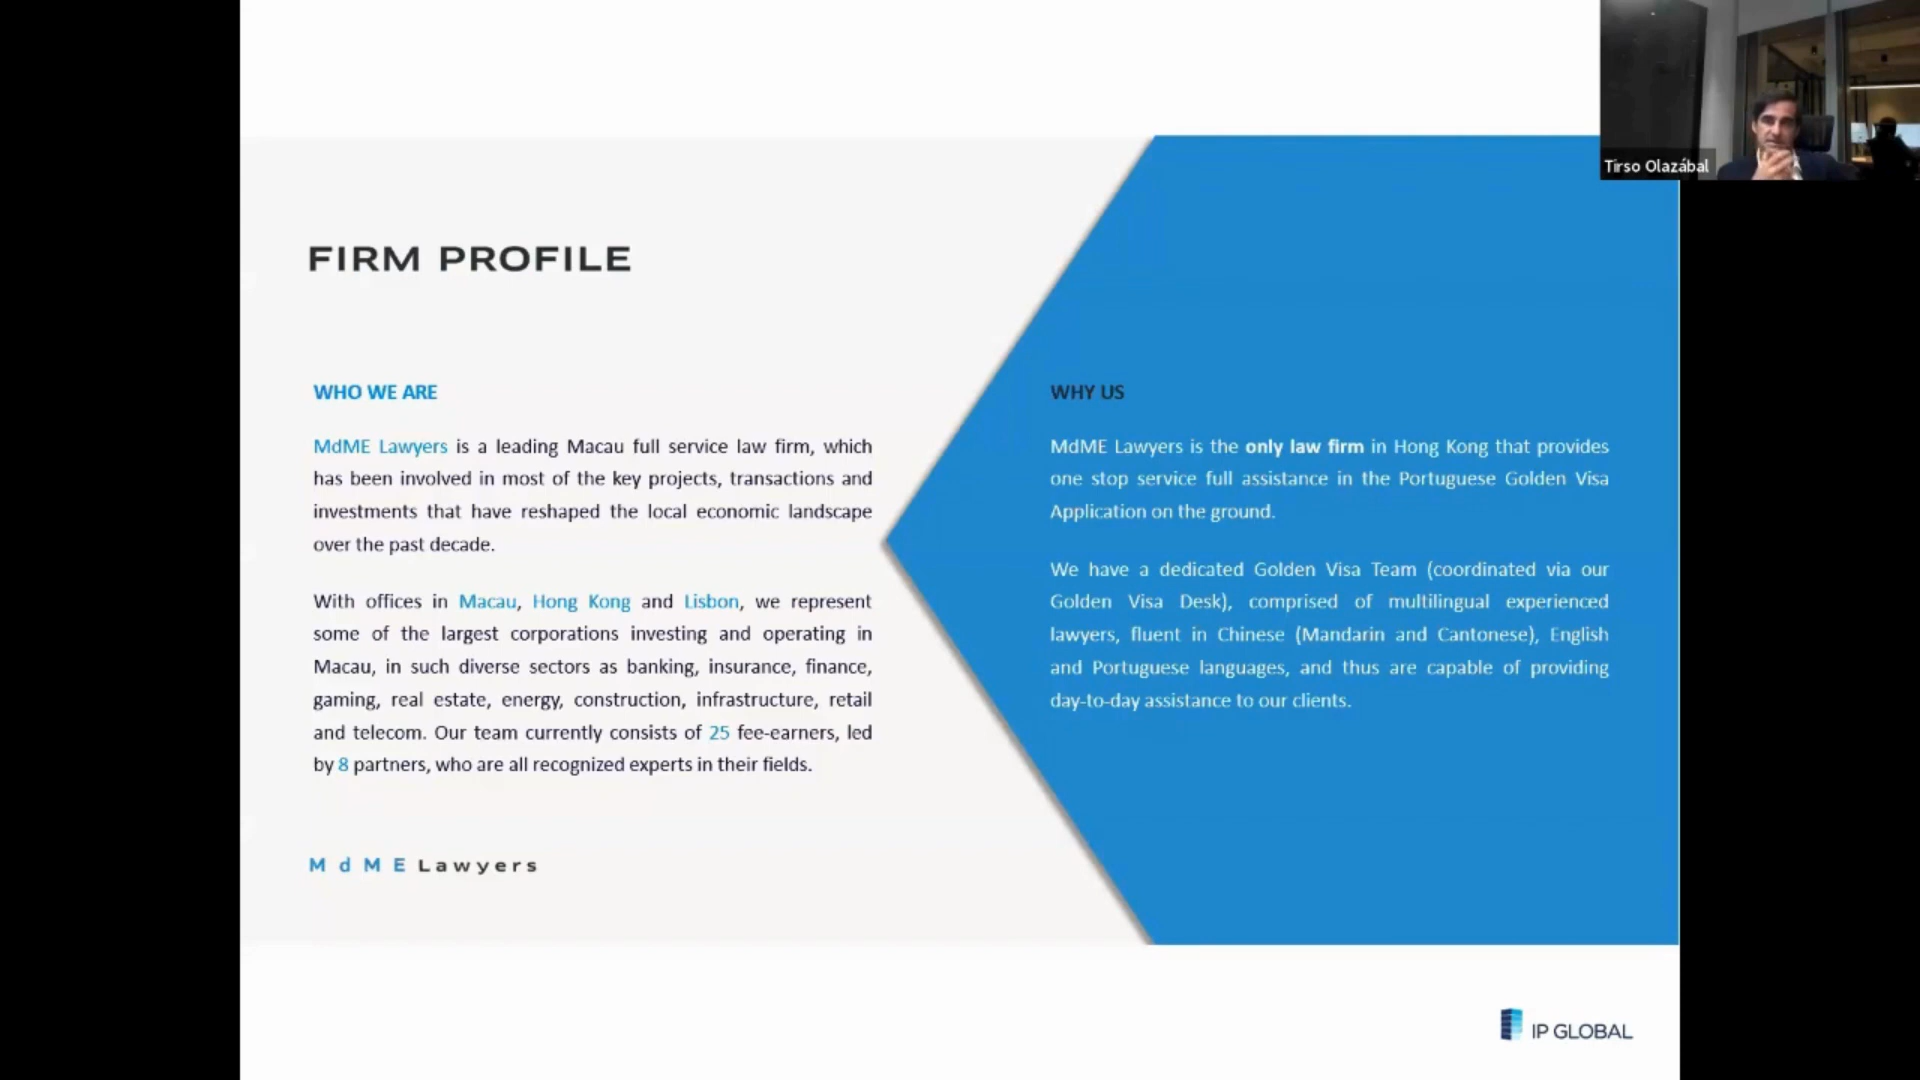 Tirso Olazábal
FIRM PROFILE
WHO WE ARE
MdME Lawyers is a leading Macau full service law firm, which
has been involved in most of the key projects, transactions and
investments that have reshaped the local economic landscape
over the past decade.
With offices in Macau, Hong Kong and Lisbon, we represent
some of the largest corporations investing and operating in
Macau, in such diverse sectors as banking, insurance, finance,
gaming, real estate, energy, construction, infrastructure, retail
and telecom. Our team currently consists of 25 fee-earners, led
by 8 partners, who are all recognized experts in their fields.
MdME Lawyers
WHY US
MdME Lawyers is the only law firm in Hong Kong that provides
one stop service full assistance in the Portuguese Golden Visa
Application on the ground.
We have a dedicated Golden Visa Team (coordinated via our
Golden Visa Desk), comprised of multilingual experienced
lawyers, fluent in Chinese (Mandarin and Cantonese), English
and Portuguese languages, and thus are capable of providing
day-to-day assistance to our clients.
IP GLOBAL